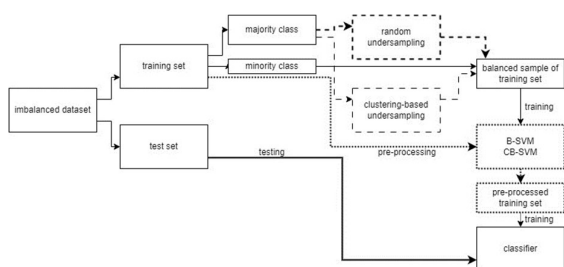 majority class
random
undersampling
training set
minority class
balanced sample of
training set
imbalanced dataset
clustering-based
undersampling
training
test set
testing
pre-processing
B-SVM
CB-SVM
pre-processed
training set
training
classifier